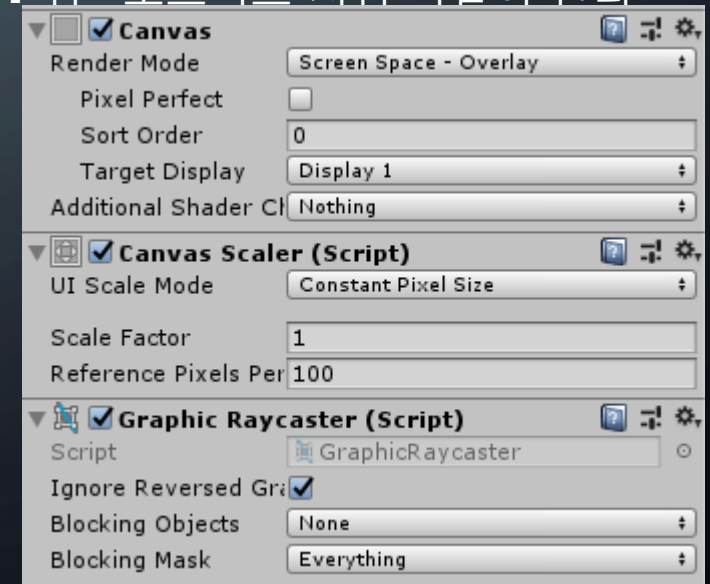 Canvas
Render Mode Screen Space - Overlay
Pixel Perfect
Sort Order 0
Target Display Display 1
Additional Shader Ch Nothing
Canvas Scaler (Script)
UI Scale Mode Constant Pixel Size
Scale Factor 1
Reference Pixels Per 100
Graphic Raycaster (Script)
Script GraphicRaycaster
Ignore Reversed Gra
Blocking Objects None
Blocking Mask Everything